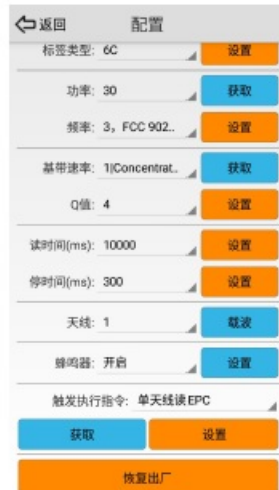 返回 配置
标签类型: 6C 设置
功率: 30 获取
频率: 3，FCC 902.. 设置
基带速率: 1|Concentrat.. 获取
Q值: 4 设置
读时间(ms): 10000 设置
停时间(ms): 300 设置
天线: 1 载波
蜂鸣器: 开启 设置
触发执行指令: 单天线读EPC
获取 设置
恢复出厂